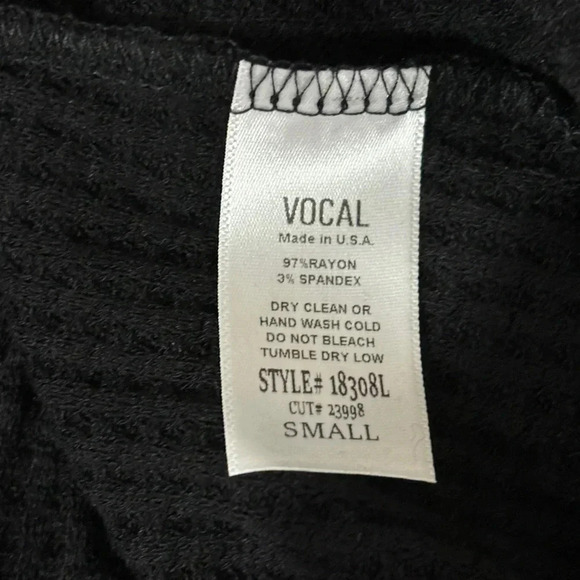 VOCAL
Made in U.S.A.
97%RAYON
3% SPANDEX
DRY CLEAN OR
HAND WASH COLD
DO NOT BLEACH
TUMBLE DRY LOW
STYLE# 18308L
CUT# 23998
SMALL